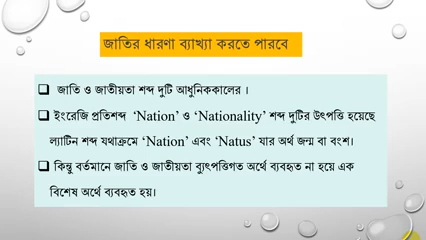 জাতির ধারণা ব্যাখ্যা করতে পারবে
❑ জাতি ও জাতীয়তা শব্দ দুটি আধুনিককালের ।
❑ ইংরেজি প্রতিশব্দ ‘Nation’ ও ‘Nationality’ শব্দ দুটির উৎপত্তি হয়েছে
ল্যাটিন শব্দ যথাক্রমে ‘Nation’ এবং ‘Natus’ যার অর্থ জন্ম বা বংশ।
❑ কিন্তু বর্তমানে জাতি ও জাতীয়তা ব্যুৎপত্তিগত অর্থে ব্যবহৃত না হয়ে এক
বিশেষ অর্থে ব্যবহৃত হয়।